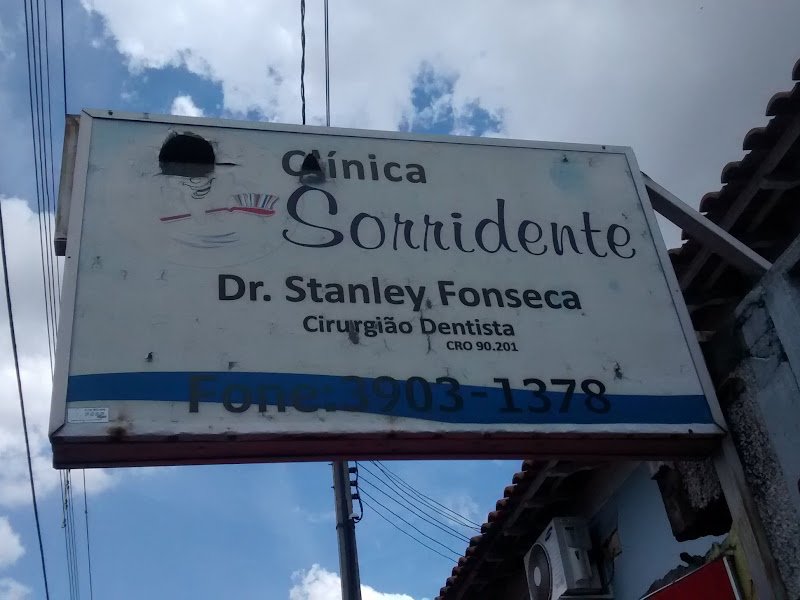 Clínica
Sorridente
Dr. Stanley Fonseca
Cirurgião Dentista
CRO 90.201
Fone:3903-1378